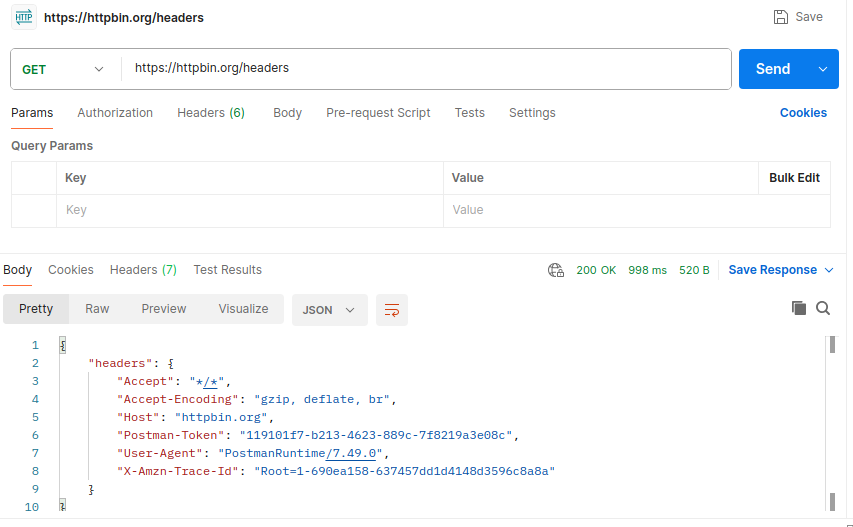 HTTP https://httpbin.org/headers Save
GET https://httpbin.org/headers Send
Params Authorization Headers (6) Body Pre-request Script Tests Settings Cookies
Query Params
Key Value Bulk Edit
Key Value
Body Cookies Headers (7) Test Results 200 OK 998 ms 520 B Save Response
Pretty Raw Preview Visualize JSON
1 {
2 "headers": {
3 "Accept": "*/*",
4 "Accept-Encoding": "gzip, deflate, br",
5 "Host": "httpbin.org",
6 "Postman-Token": "119101f7-b213-4623-889c-7f8219a3e08c",
7 "User-Agent": "PostmanRuntime/7.49.0",
8 "X-Amzn-Trace-Id": "Root=1-690ea158-637457dd1d4148d3596c8a8a"
9 }
10 }